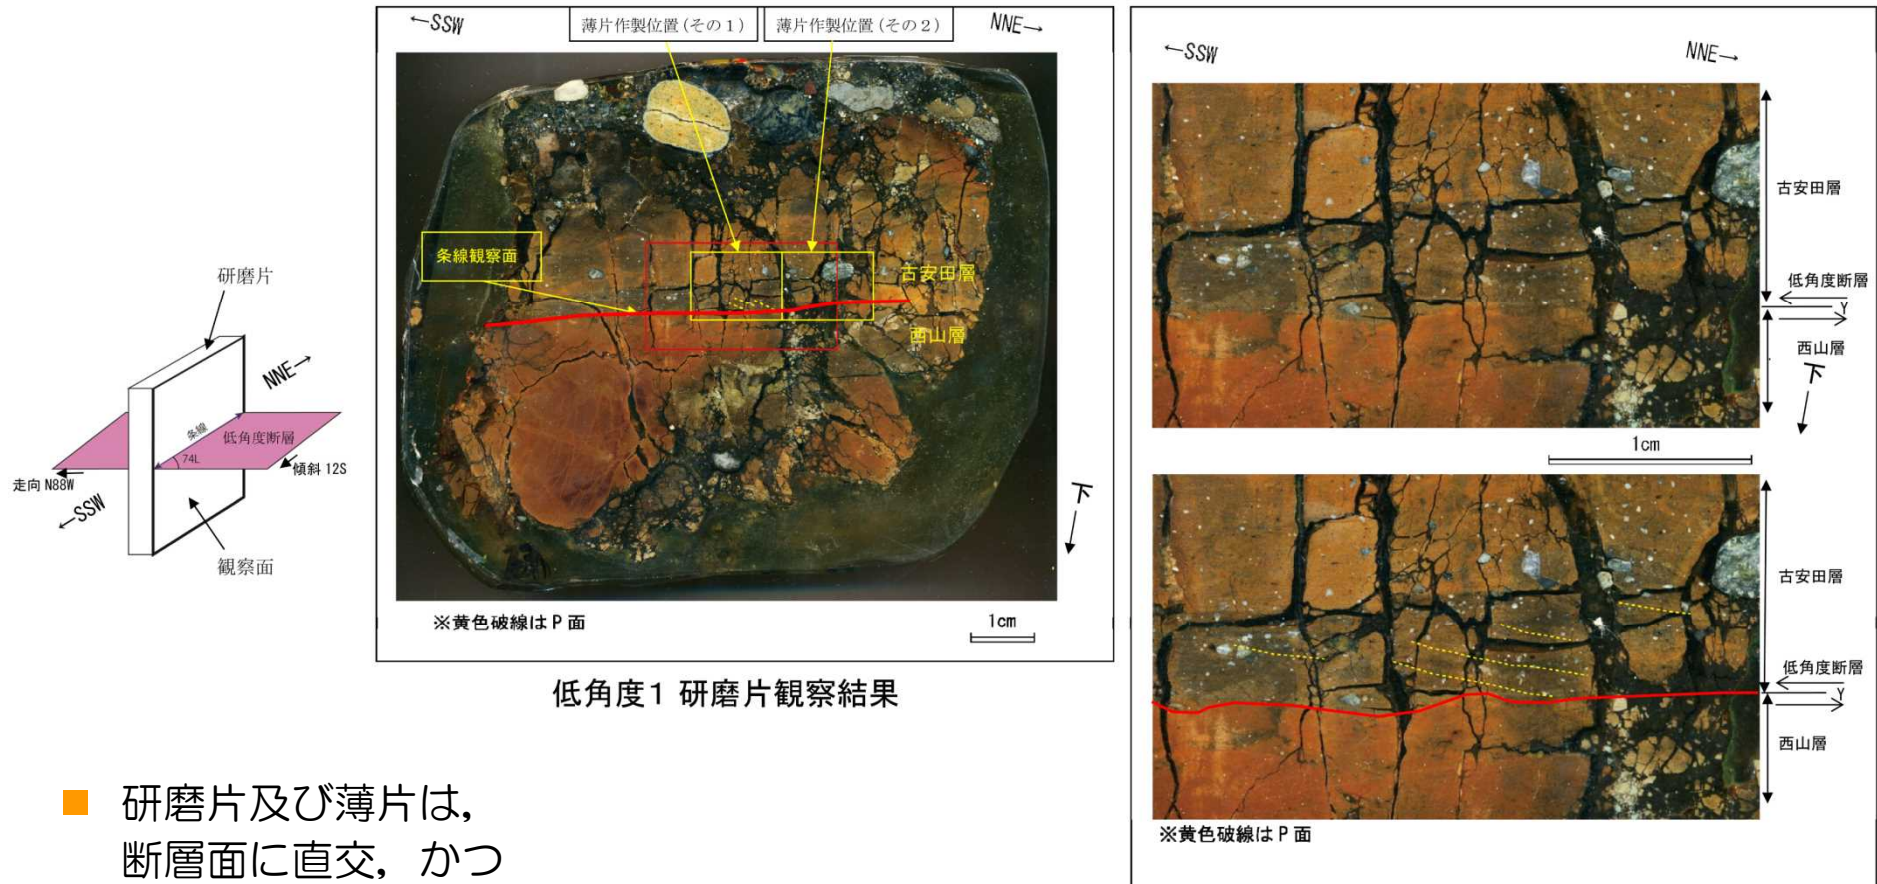 研磨片
NNE→
条線
低角度断層
74L
傾斜 12S
走向 N88W
←SSW
観察面
←SSW
薄片作製位置(その1)
薄片作製位置(その2)
NNE→
条線観察面
古安田層
西山層
下
※黄色破線はP面
1cm
低角度1 研磨片観察結果
←SSW
NNE→
古安田層
低角度断層
Y
西山層
下
1cm
古安田層
低角度断層
Y
西山層
※黄色破線はP面
■ 研磨片及び薄片は,
断層面に直交,かつ